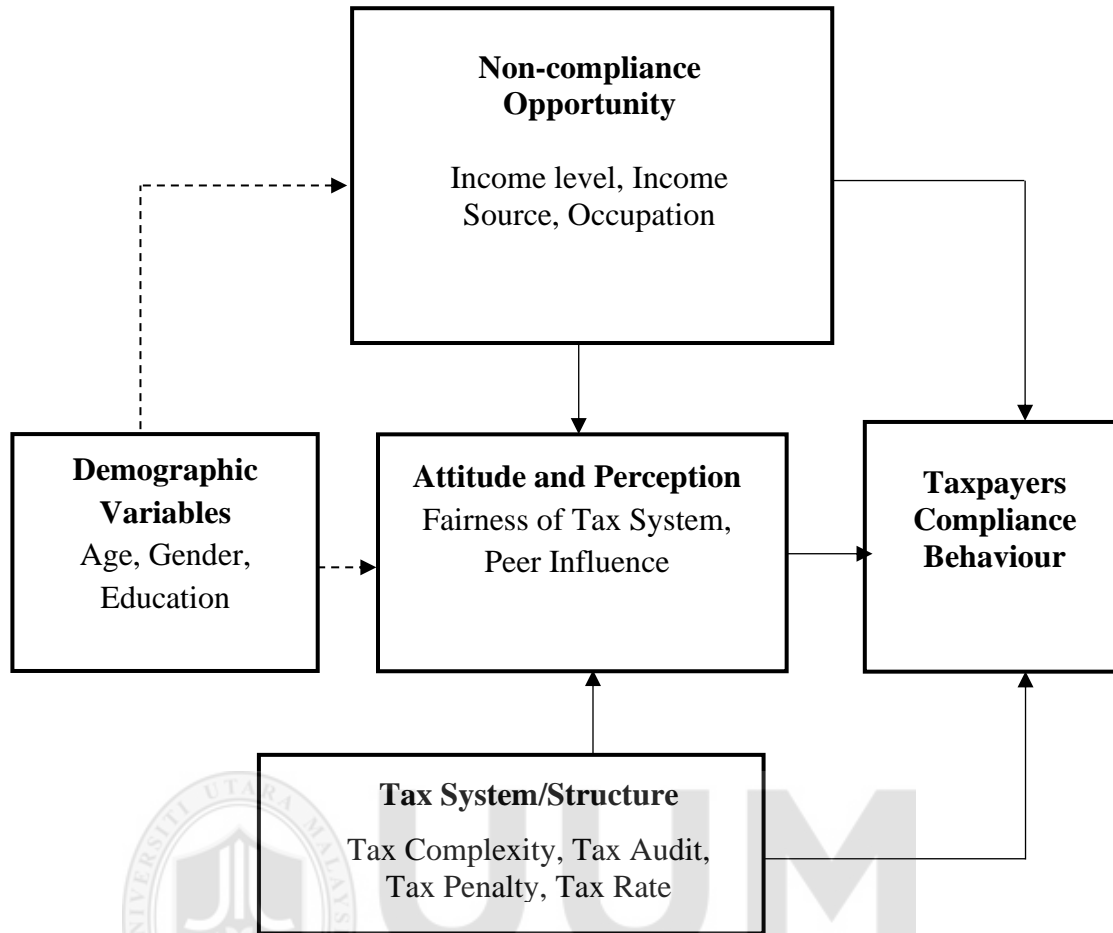 Non-compliance
Opportunity
Income level, Income
Source, Occupation
Demographic
Variables
Age, Gender,
Education
Attitude and Perception
Fairness of Tax System,
Peer Influence
Taxpayers
Compliance
Behaviour
Tax System/Structure
Tax Complexity, Tax Audit,
Tax Penalty, Tax Rate
UUM